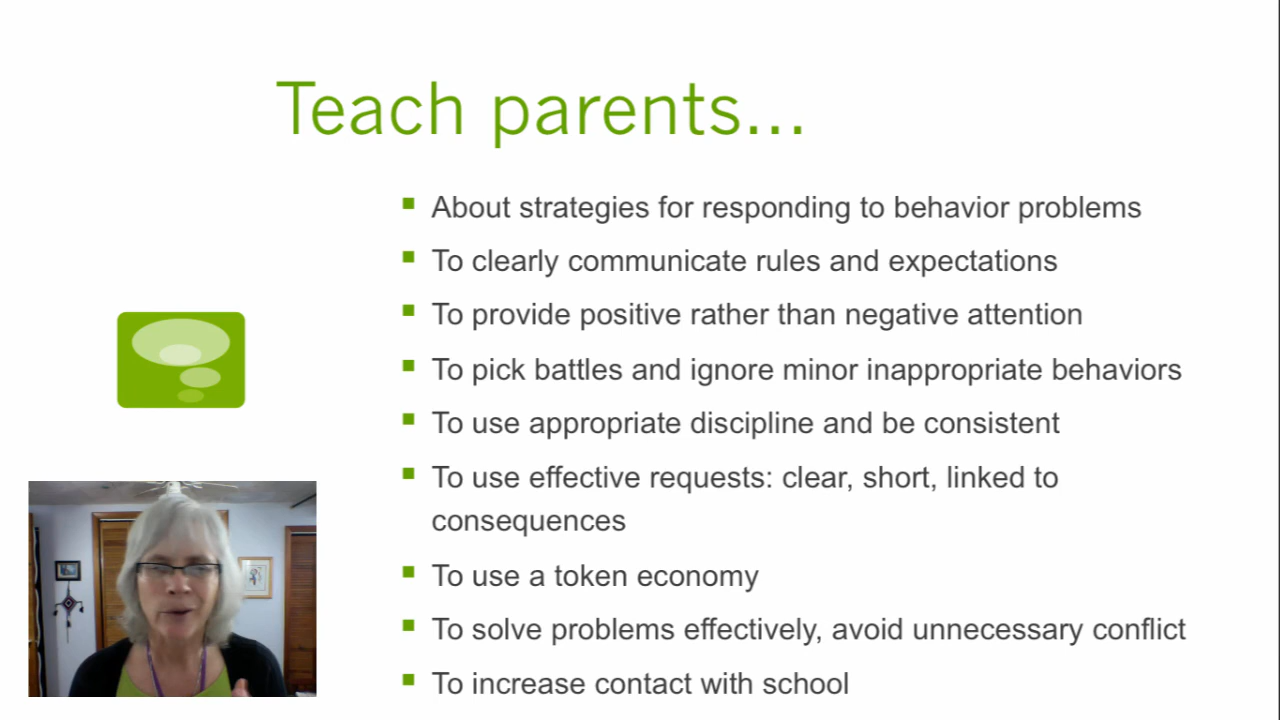 Teach parents...
About strategies for responding to behavior problems
To clearly communicate rules and expectations
To provide positive rather than negative attention
To pick battles and ignore minor inappropriate behaviors
To use appropriate discipline and be consistent
To use effective requests: clear, short, linked to
consequences
To use a token economy
To solve problems effectively, avoid unnecessary conflict
To increase contact with school